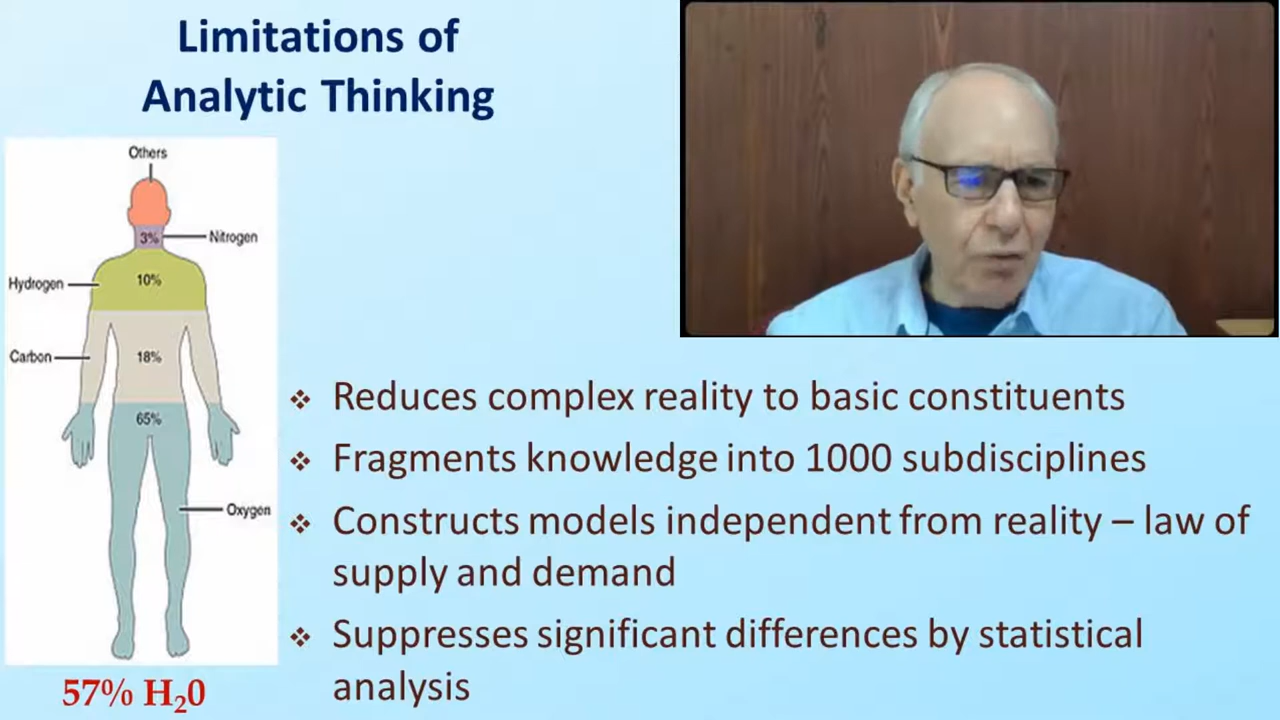 Limitations of
Analytic Thinking
Others
3%
Nitrogen
Hydrogen
10%
Carbon
18%
65%
Oxygen
57% H₂0
❖ Reduces complex reality to basic constituents
❖ Fragments knowledge into 1000 subdisciplines
❖ Constructs models independent from reality – law of
supply and demand
❖ Suppresses significant differences by statistical
analysis